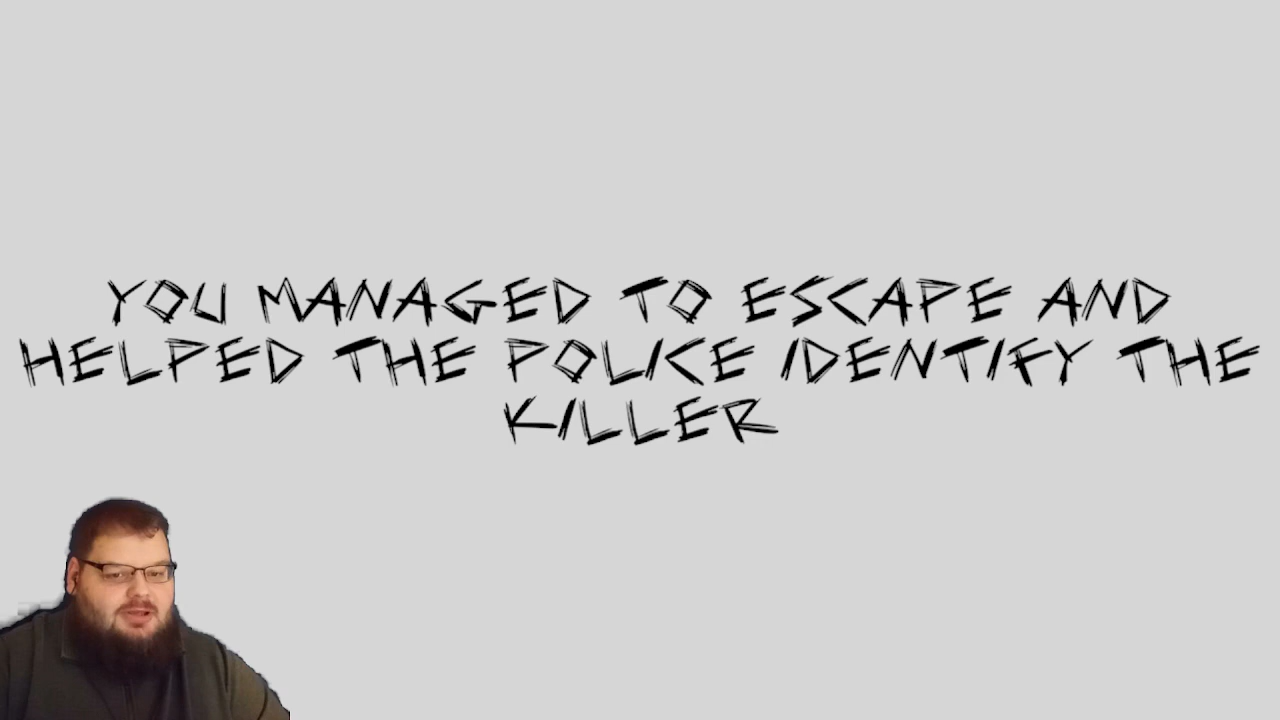 YOU MANAGED TO ESCAPE AND
HELPED THE POLICE IDENTIFY THE
KILLER